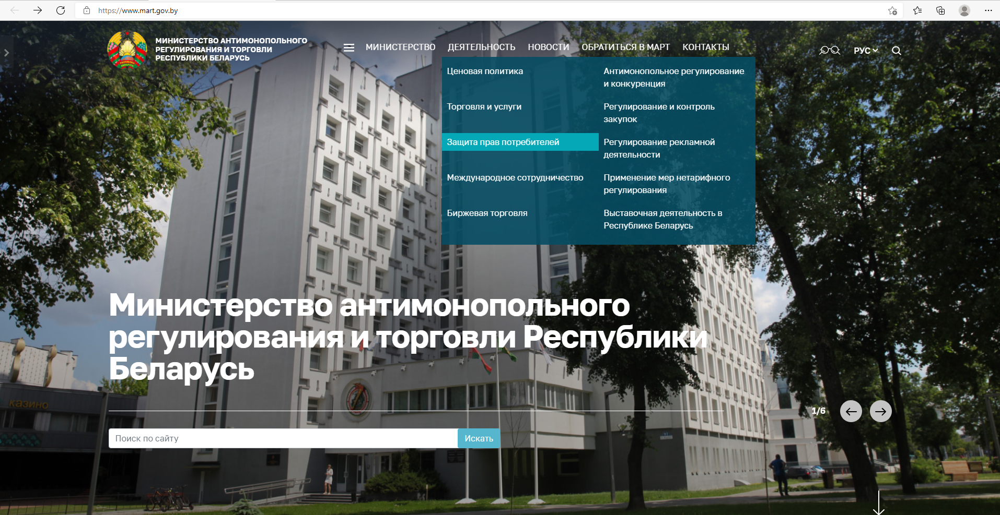 https://www.mart.gov.by
МИНИСТЕРСТВО АНТИМОНОПОЛЬНОГО
РЕГУЛИРОВАНИЯ И ТОРГОВЛИ
РЕСПУБЛИКИ БЕЛАРУСЬ
МИНИСТЕРСТВО ДЕЯТЕЛЬНОСТЬ НОВОСТИ ОБРАТИТЬСЯ В МАРТ КОНТАКТЫ
РУС
Ценовая политика
Антимонопольное регулирование
и конкуренция
Торговля и услуги
Регулирование и контроль
закупок
Защита прав потребителей
Регулирование рекламной
деятельности
Международное сотрудничество
Применение мер нетарифного
регулирования
Биржевая торговля
Выставочная деятельность в
Республике Беларусь
Министерство антимонопольного
регулирования и торговли Республики
Беларусь
казино
1/6
Поиск по сайту
Искать